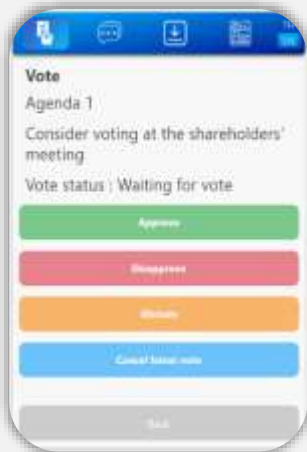 Vote
Agenda 1
Consider voting at the shareholders'
meeting
Vote status : Waiting for vote
Approve
Disapprove
Abstain
Cancel latest vote
Back